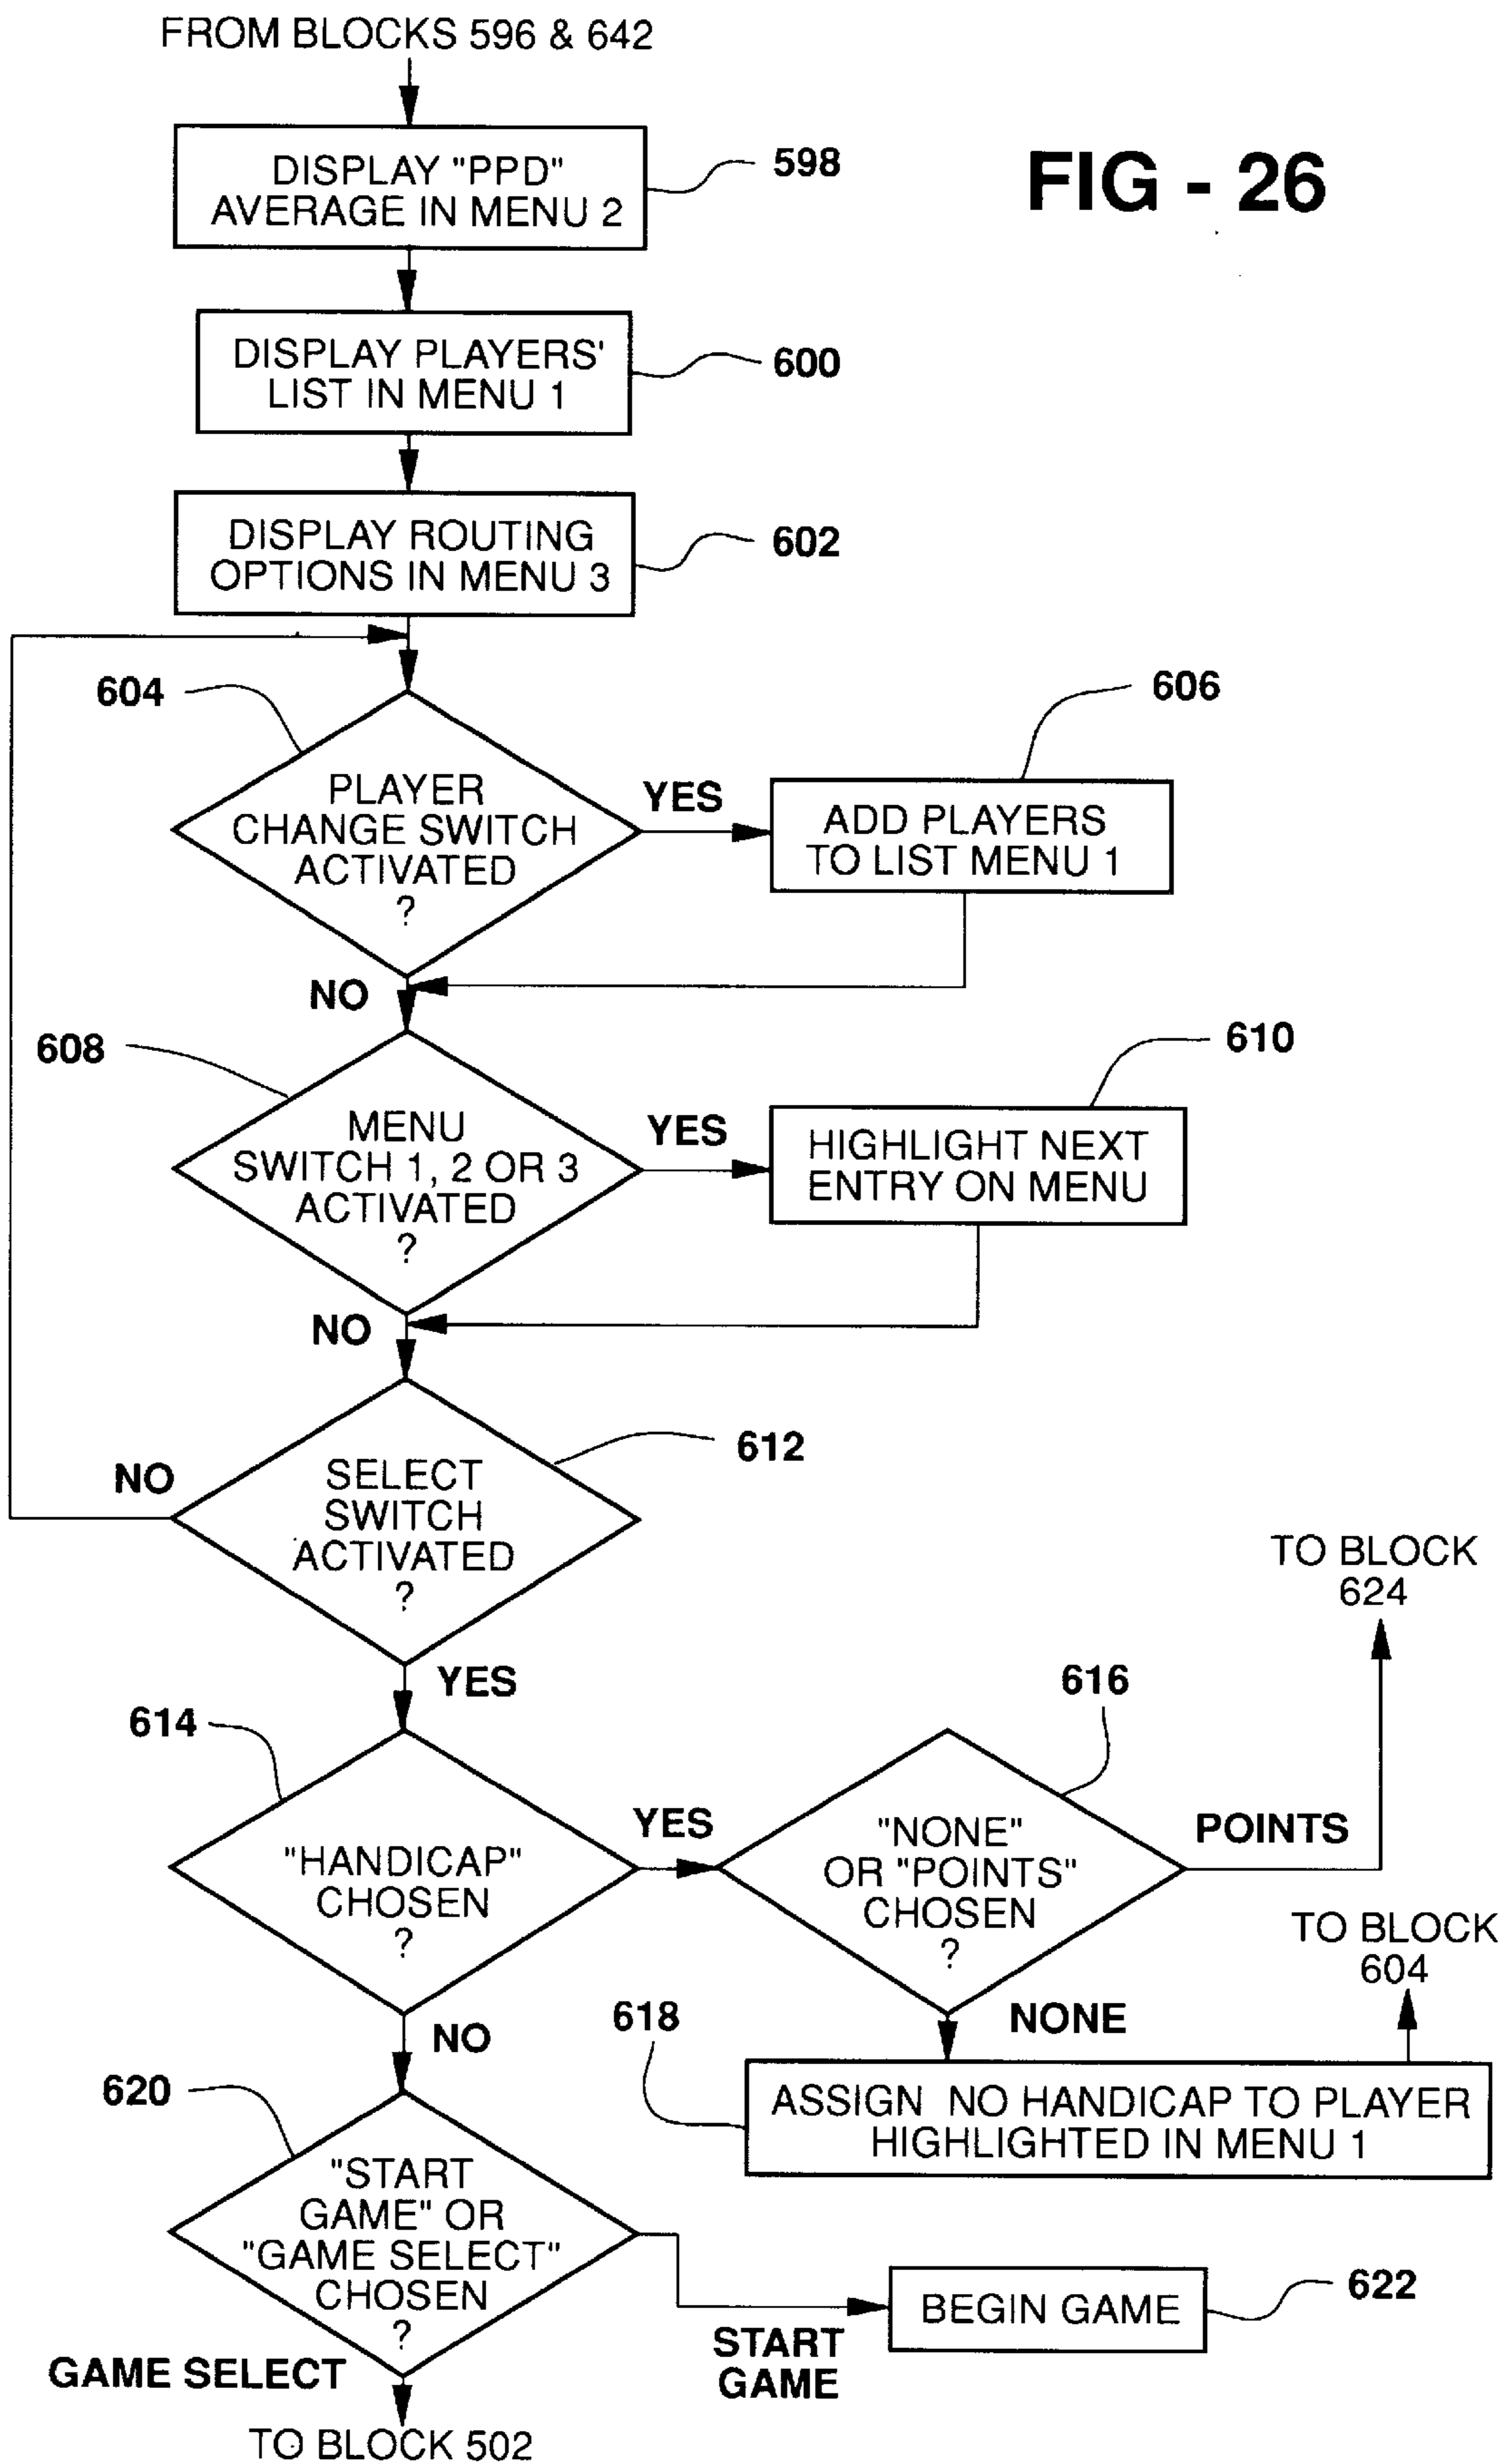 FROM BLOCKS 596 & 642
FIG - 26
DISPLAY "PPD"
AVERAGE IN MENU 2
598
DISPLAY PLAYERS'
LIST IN MENU 1
600
DISPLAY ROUTING
OPTIONS IN MENU 3
602
604
PLAYER
CHANGE SWITCH
ACTIVATED
?
YES
606
ADD PLAYERS
TO LIST MENU 1
NO
608
MENU
SWITCH 1, 2 OR 3
ACTIVATED
?
YES
610
HIGHLIGHT NEXT
ENTRY ON MENU
NO
612
SELECT
SWITCH
ACTIVATED
?
NO
YES
614
"HANDICAP"
CHOSEN
?
YES
616
"NONE"
OR "POINTS"
CHOSEN
?
POINTS
TO BLOCK
624
NONE
TO BLOCK
604
618
ASSIGN NO HANDICAP TO PLAYER
HIGHLIGHTED IN MENU 1
NO
620
"START
GAME" OR
"GAME SELECT"
CHOSEN
?
START
GAME
BEGIN GAME
622
GAME SELECT
TO BLOCK 502